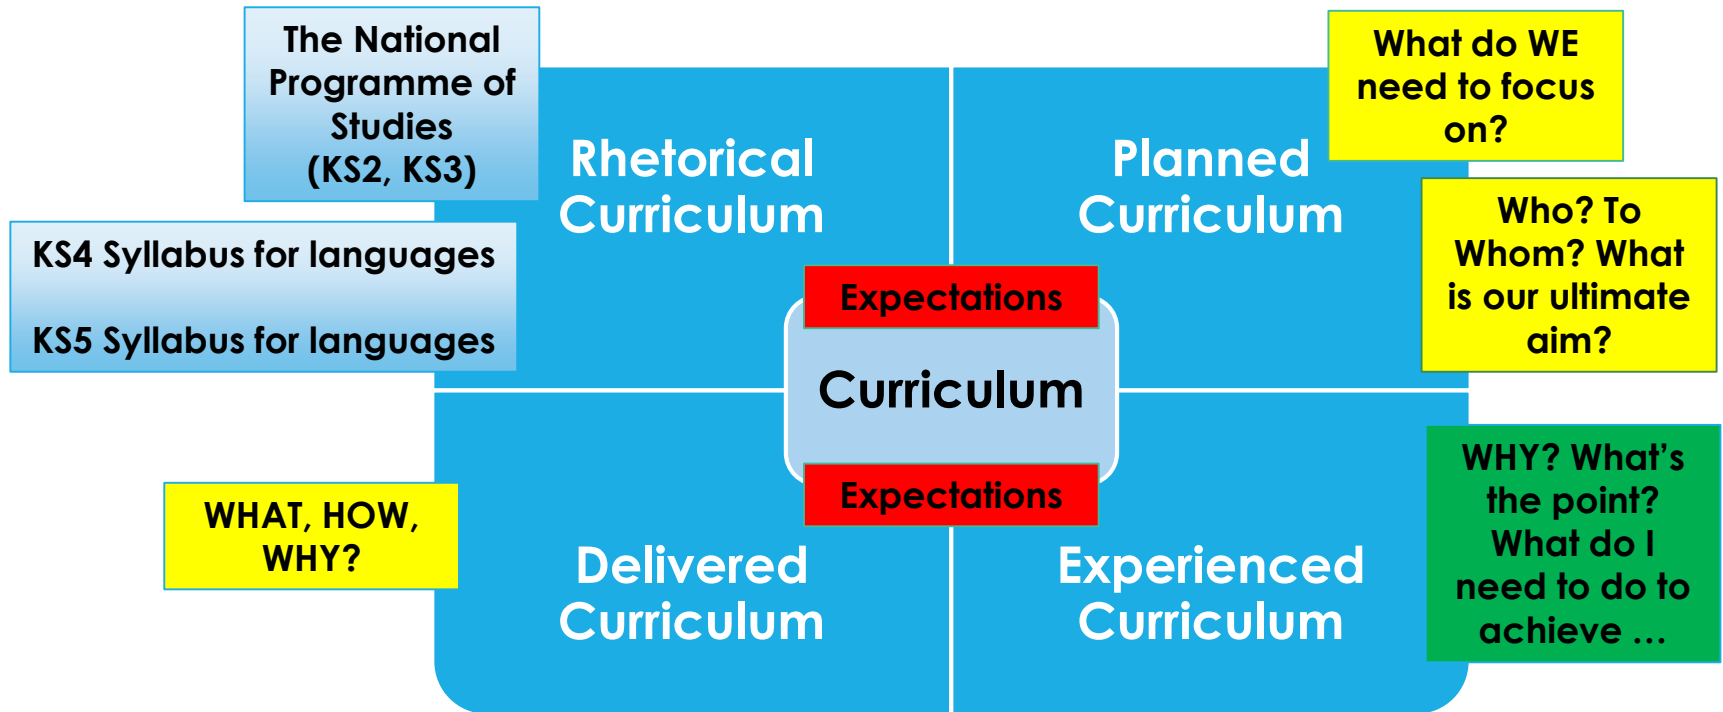 The National
Programme of
Studies
(KS2, KS3)
KS4 Syllabus for languages
KS5 Syllabus for languages
Rhetorical
Curriculum
Planned
Curriculum
What do WE
need to focus
on?
Who? To
Whom? What
is our ultimate
aim?
Expectations
Curriculum
Expectations
WHAT, HOW,
WHY?
Delivered
Curriculum
Experienced
Curriculum
WHY? What’s
the point?
What do I
need to do to
achieve …